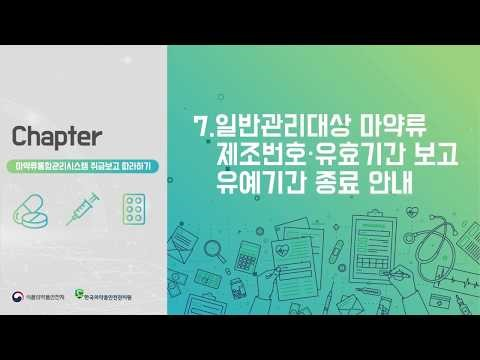 Chapter
마약류통합관리시스템 취급보고 따라하기
식품의약품안전처
한국의약품안전관리원
7.일반관리대상 마약류
제조번호·유효기간 보고
유예기간 종료 안내